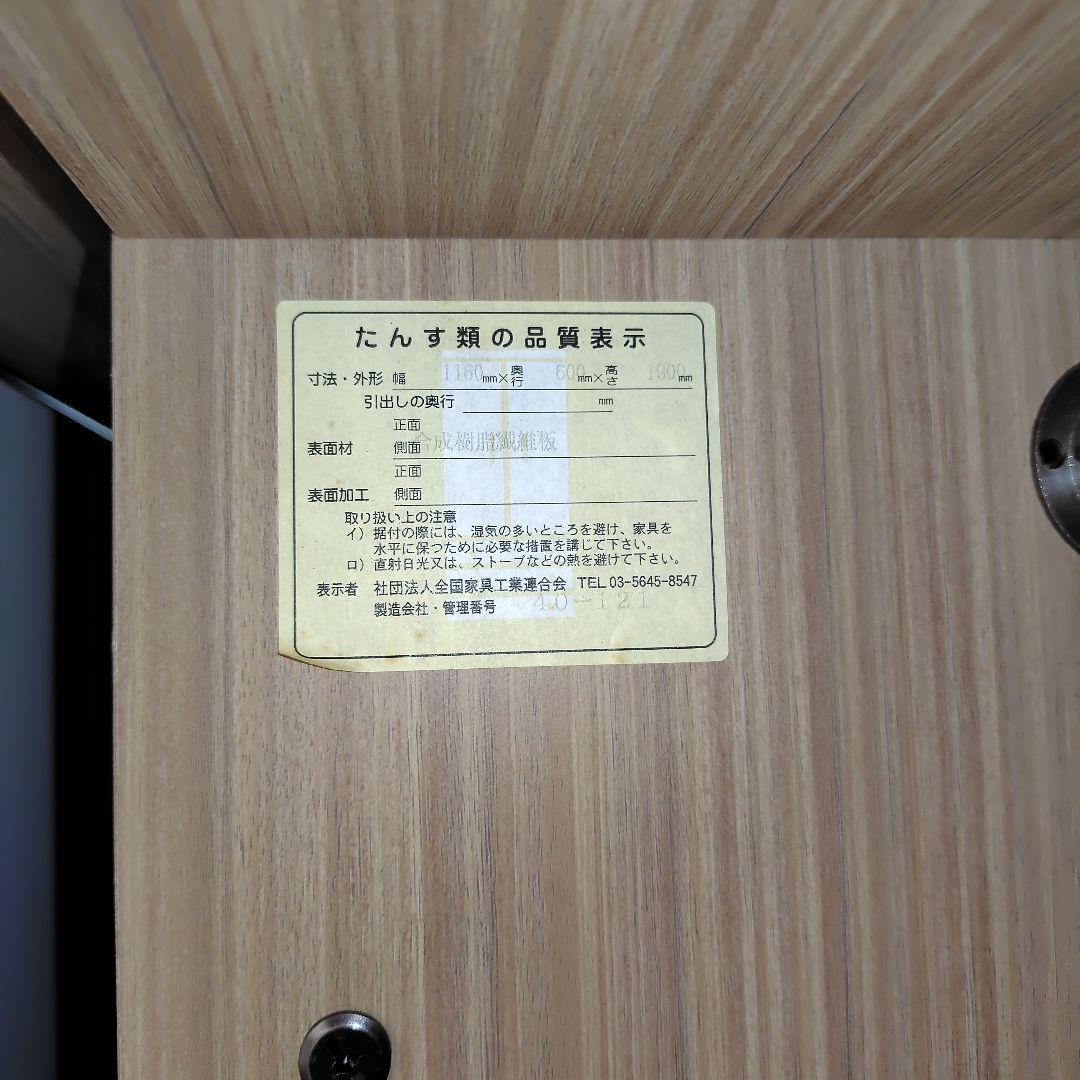 たんす類の品質表示
寸法・外形 幅 1160mm×奥行 600mm×高さ 1900mm
引出しの奥行 mm
正面
表面材 側面 合成樹脂繊維板
正面
表面加工 側面
取り扱い上の注意
イ）据付の際には、湿気の多いところを避け、家具を
水平に保つために必要な措置を講じて下さい。
ロ）直射日光又は、ストーブなどの熱を避けて下さい。
表示者 社団法人全国家具工業連合会 TEL 03-5645-8547
製造会社・管理番号 40-121